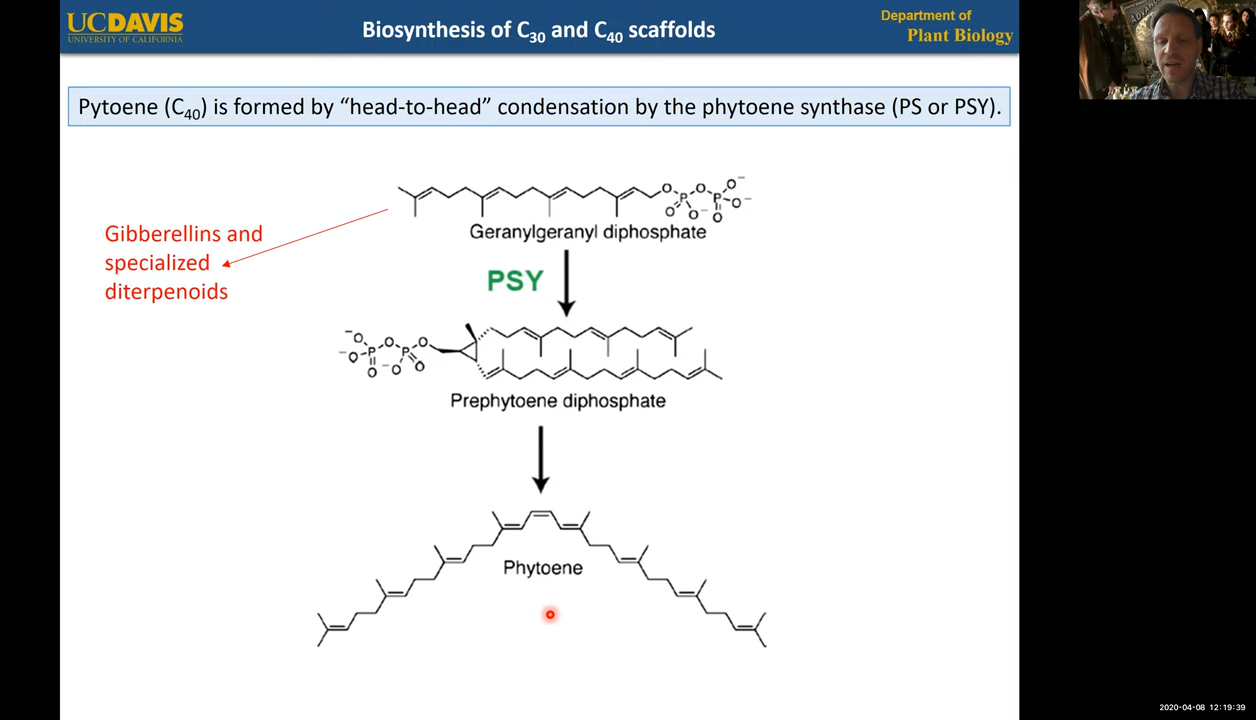 UCDAVIS
UNIVERSITY OF CALIFORNIA
Biosynthesis of C30 and C40 scaffolds
Department of
Plant Biology
Pytoene (C40) is formed by “head-to-head” condensation by the phytoene synthase (PS or PSY).
O O O⁻
P P
O O⁻ O O⁻
Geranylgeranyl diphosphate
Gibberellins and
specialized
diterpenoids
PSY
⁻O O O
P P
⁻O O ⁻O O
Prephytoene diphosphate
Phytoene
2020-04-08 12:19:39